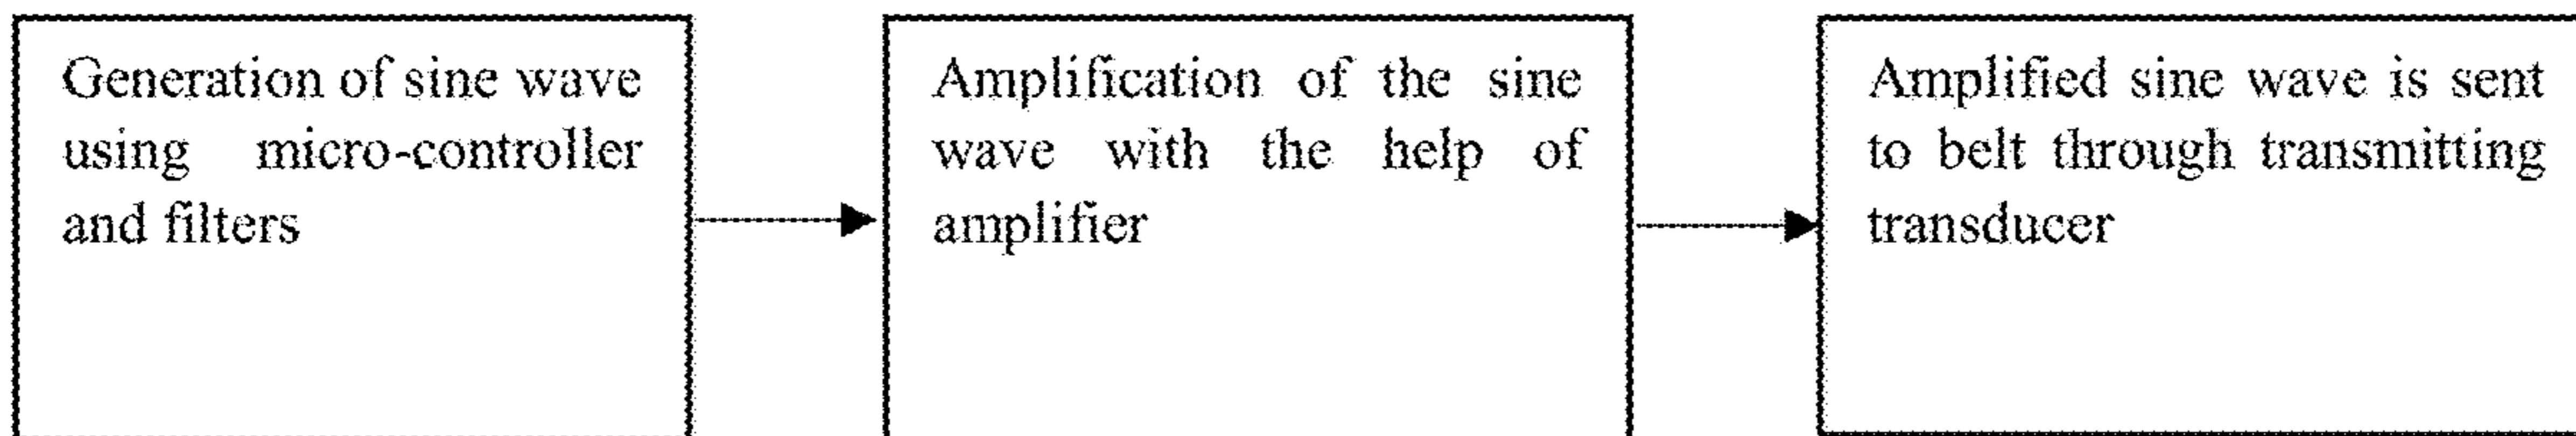 Generation of sine wave
using micro-controller
and filters
Amplification of the sine
wave with the help of
amplifier
Amplified sine wave is sent
to belt through transmitting
transducer